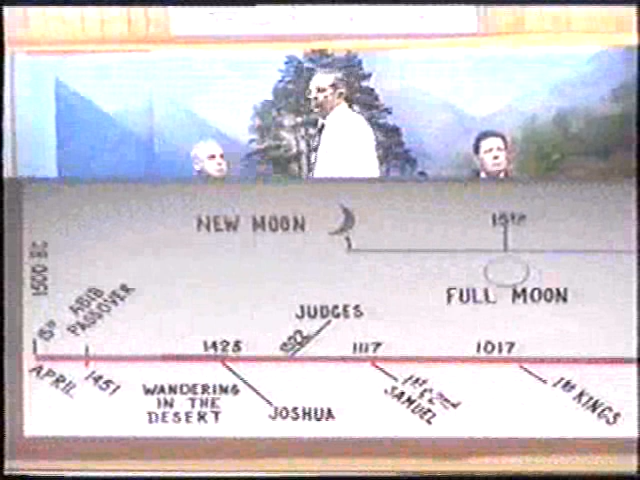 NEW MOON
15TH
FULL MOON
1500 BC
15TH ABIB
PASSOVER
JUDGES
1425
1322
1117
1017
APRIL
1451
WANDERING
IN THE
DESERT
JOSHUA
1ST & 2ND
SAMUEL
1ST KINGS